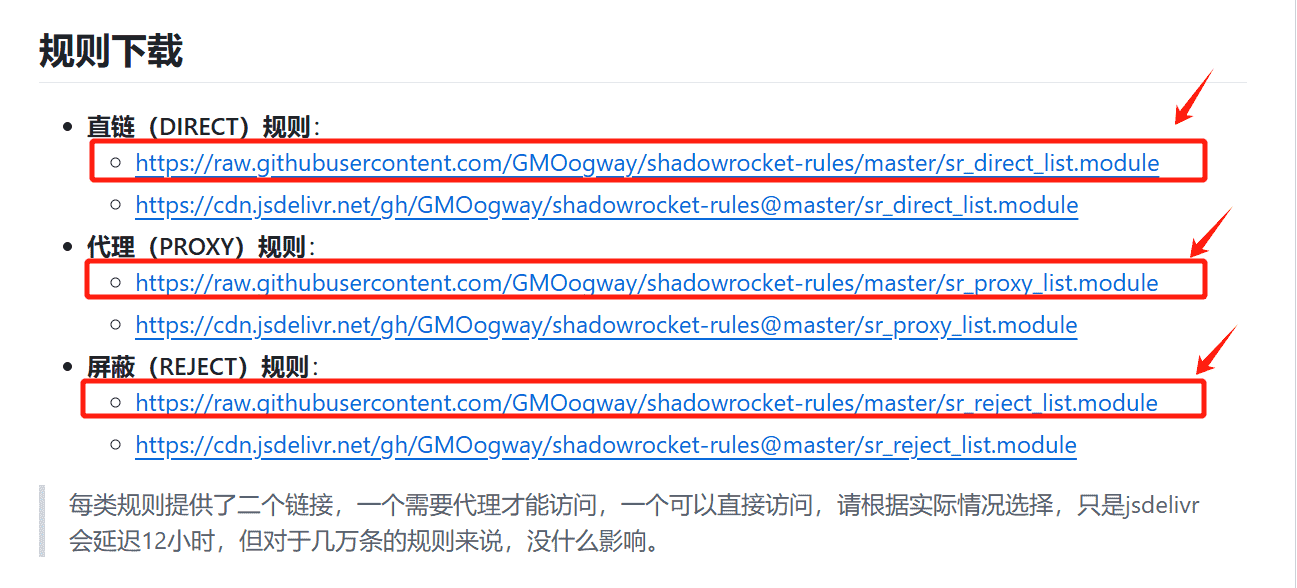 规则下载
直链（DIRECT）规则：
https://raw.githubusercontent.com/GMOogway/shadowrocket-rules/master/sr_direct_list.module
https://cdn.jsdelivr.net/gh/GMOogway/shadowrocket-rules@master/sr_direct_list.module
代理（PROXY）规则：
https://raw.githubusercontent.com/GMOogway/shadowrocket-rules/master/sr_proxy_list.module
https://cdn.jsdelivr.net/gh/GMOogway/shadowrocket-rules@master/sr_proxy_list.module
屏蔽（REJECT）规则：
https://raw.githubusercontent.com/GMOogway/shadowrocket-rules/master/sr_reject_list.module
https://cdn.jsdelivr.net/gh/GMOogway/shadowrocket-rules@master/sr_reject_list.module
每类规则提供了二个链接，一个需要代理才能访问，一个可以直接访问，请根据实际情况选择，只是jsdelivr
会延迟12小时，但对于几万条的规则来说，没什么影响。